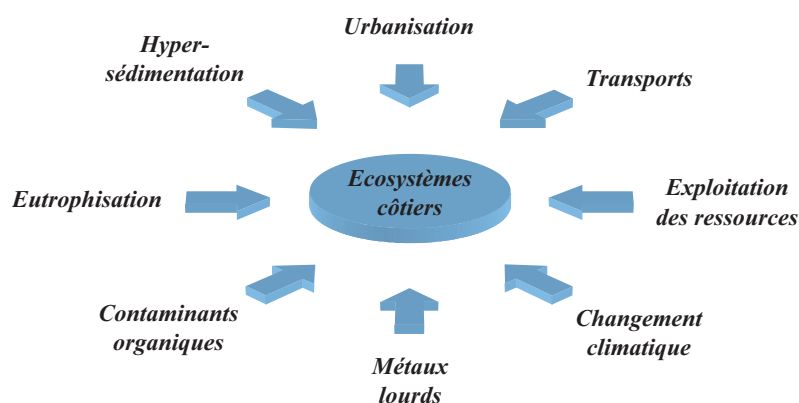 Urbanisation
Hyper-
sédimentation
Transports
Ecosystèmes
côtiers
Eutrophisation
Exploitation
des ressources
Contaminants
organiques
Métaux
lourds
Changement
climatique